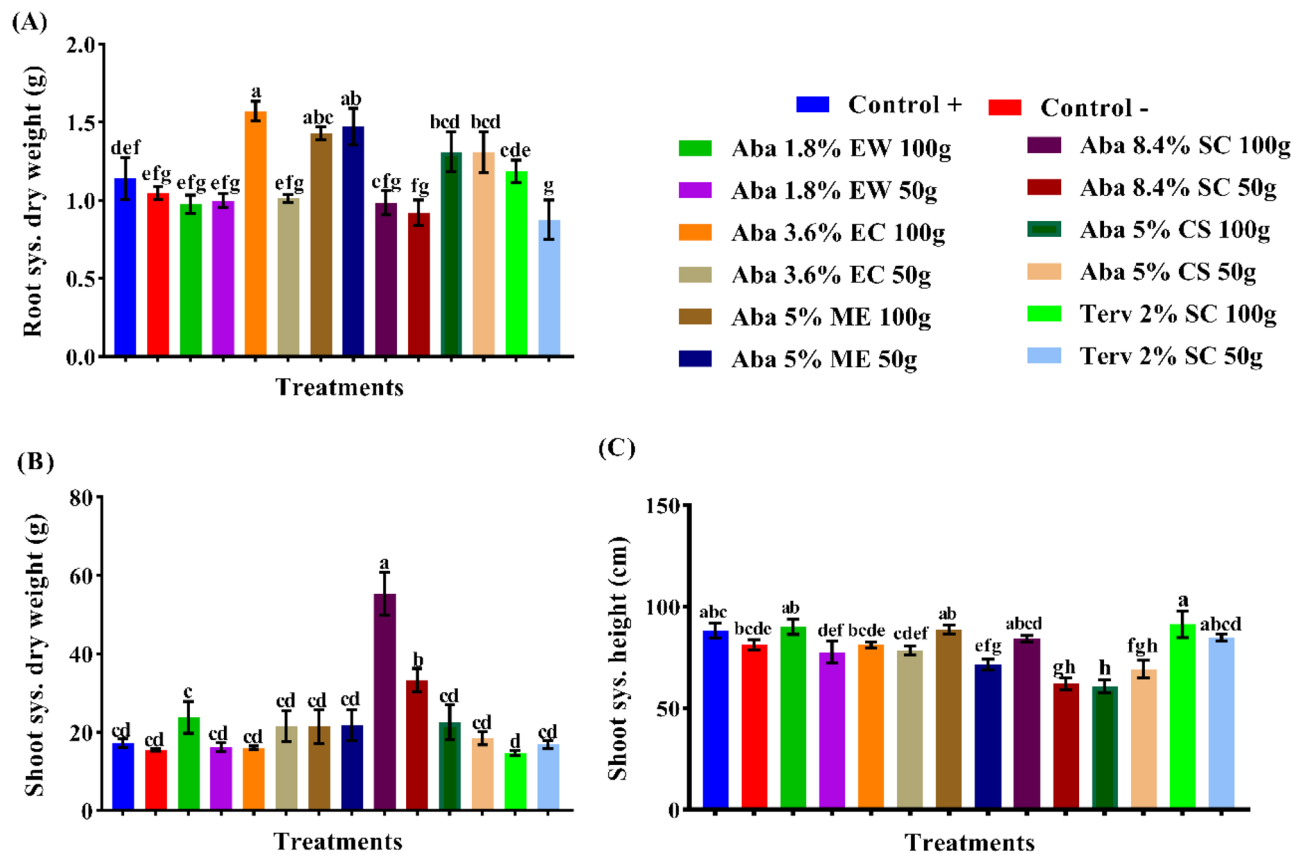 (A)
Root sys. dry weight (g)
2.0
1.5
1.0
0.5
0.0
def
efg
efg
efg
a
efg
abc
ab
efg
fg
bcd
bcd
cde
g
Treatments
Control +
Control -
Aba 1.8% EW 100g
Aba 1.8% EW 50g
Aba 3.6% EC 100g
Aba 3.6% EC 50g
Aba 5% ME 100g
Aba 5% ME 50g
Aba 8.4% SC 100g
Aba 8.4% SC 50g
Aba 5% CS 100g
Aba 5% CS 50g
Terv 2% SC 100g
Terv 2% SC 50g
(B)
Shoot sys. dry weight (g)
80
60
40
20
0
cd
cd
c
cd
cd
cd
cd
cd
a
b
cd
cd
d
cd
Treatments
(C)
Shoot sys. height (cm)
150
100
50
0
abc
bcde
ab
def
bcde
cdef
ab
efg
abcd
gh
h
fgh
a
abcd
Treatments